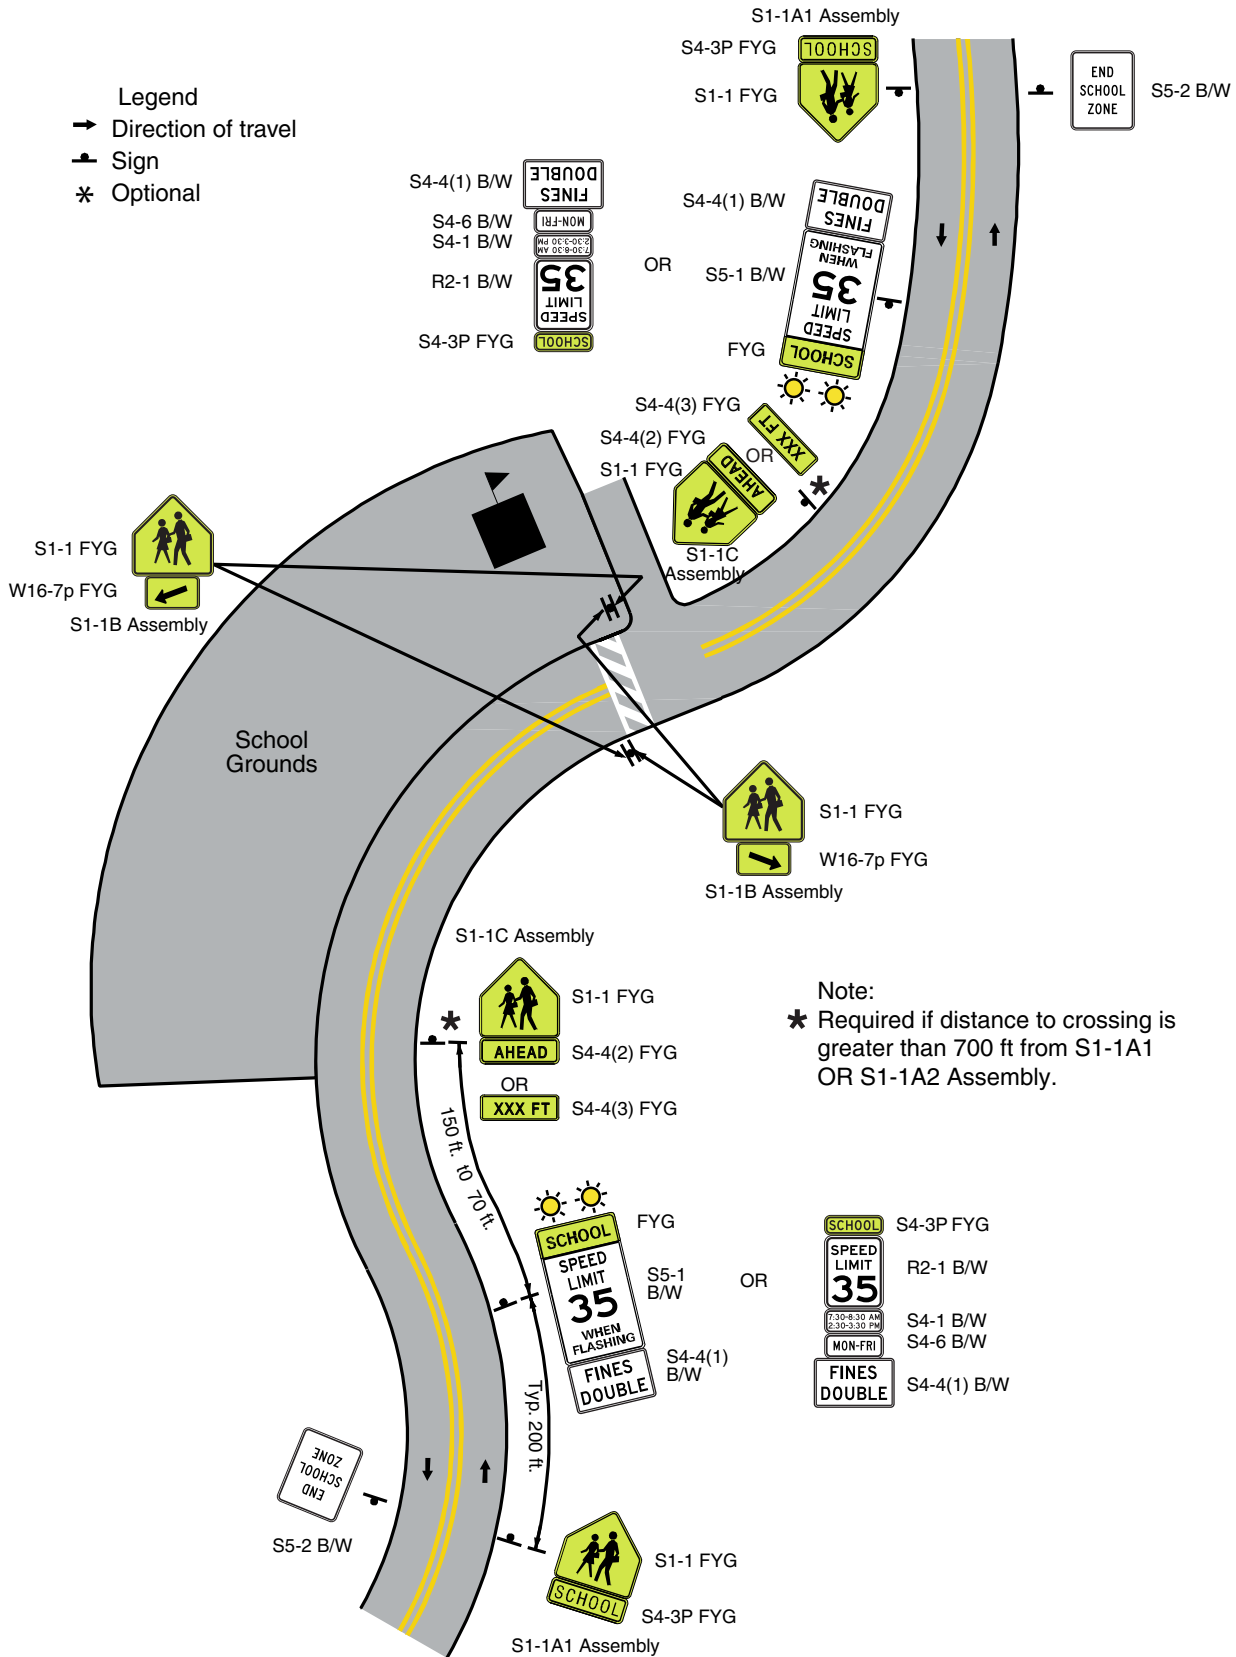 S1-1A1 Assembly
S4-3P FYG
SCHOOL
S1-1 FYG
END
SCHOOL
ZONE
S5-2 B/W
Legend
Direction of travel
Sign
* Optional
S4-4(1) B/W
FINES
DOUBLE
S4-6 B/W
MON-FRI
S4-1 B/W
7:30-8:30 AM
2:30-3:30 PM
R2-1 B/W
SPEED
LIMIT
35
S4-3P FYG
SCHOOL
OR
S4-4(1) B/W
FINES
DOUBLE
S5-1 B/W
SPEED
LIMIT
35
WHEN
FLASHING
FYG
SCHOOL
S4-4(3) FYG
XXX FT
S4-4(2) FYG
OR
AHEAD
S1-1 FYG
*
S1-1C
Assembly
S1-1 FYG
W16-7p FYG
S1-1B Assembly
School
Grounds
S1-1 FYG
W16-7p FYG
S1-1B Assembly
S1-1C Assembly
*
S1-1 FYG
AHEAD
S4-4(2) FYG
OR
XXX FT
S4-4(3) FYG
Note:
* Required if distance to crossing is
greater than 700 ft from S1-1A1
OR S1-1A2 Assembly.
150 ft. to 70 ft.
SCHOOL
FYG
SPEED
LIMIT
35
WHEN
FLASHING
S5-1
B/W
FINES
DOUBLE
S4-4(1)
B/W
OR
SCHOOL
S4-3P FYG
SPEED
LIMIT
35
R2-1 B/W
7:30-8:30 AM
2:30-3:30 PM
S4-1 B/W
MON-FRI
S4-6 B/W
FINES
DOUBLE
S4-4(1) B/W
Typ. 200 ft.
END
SCHOOL
ZONE
S5-2 B/W
S1-1 FYG
SCHOOL
S4-3P FYG
S1-1A1 Assembly